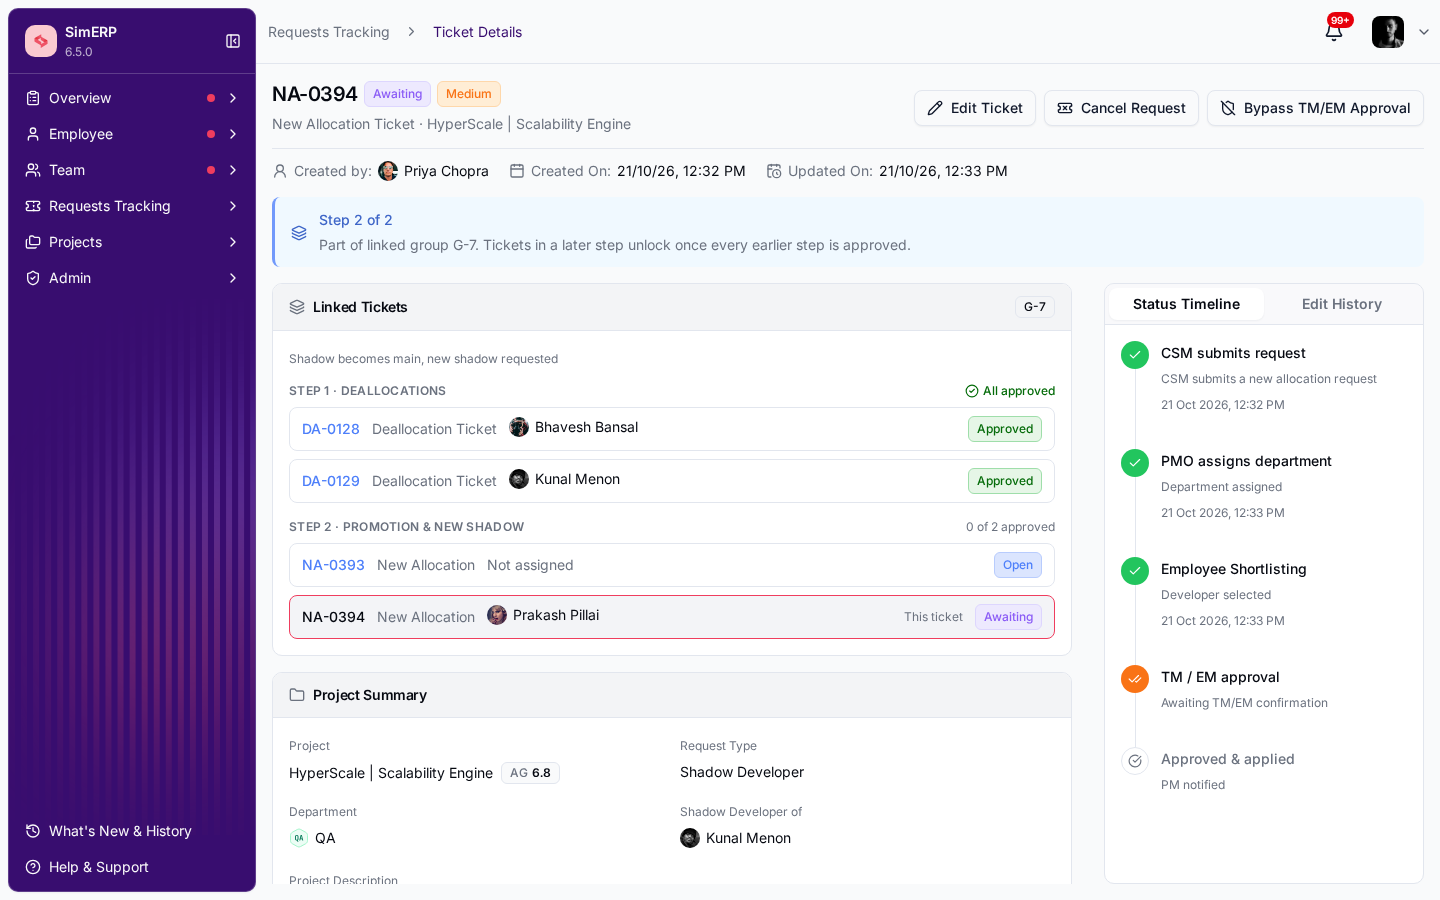 SimERP
6.5.0
Overview
Employee
Team
Requests Tracking
Projects
Admin
What's New & History
Help & Support
Requests Tracking
Ticket Details
99+
NA-0394
Awaiting
Medium
New Allocation Ticket · HyperScale | Scalability Engine
Edit Ticket
Cancel Request
Bypass TM/EM Approval
Created by: Priya Chopra
Created On: 21/10/26, 12:32 PM
Updated On: 21/10/26, 12:33 PM
Step 2 of 2
Part of linked group G-7. Tickets in a later step unlock once every earlier step is approved.
Linked Tickets
G-7
Shadow becomes main, new shadow requested
STEP 1 · DEALLOCATIONS
All approved
DA-0128 Deallocation Ticket Bhavesh Bansal Approved
DA-0129 Deallocation Ticket Kunal Menon Approved
STEP 2 · PROMOTION & NEW SHADOW
0 of 2 approved
NA-0393 New Allocation Not assigned Open
NA-0394 New Allocation Prakash Pillai This ticket Awaiting
Project Summary
Project
HyperScale | Scalability Engine AG 6.8
Request Type
Shadow Developer
Department
QA QA
Shadow Developer of
Kunal Menon
Project Description
Status Timeline
Edit History
CSM submits request
CSM submits a new allocation request
21 Oct 2026, 12:32 PM
PMO assigns department
Department assigned
21 Oct 2026, 12:33 PM
Employee Shortlisting
Developer selected
21 Oct 2026, 12:33 PM
TM / EM approval
Awaiting TM/EM confirmation
Approved & applied
PM notified